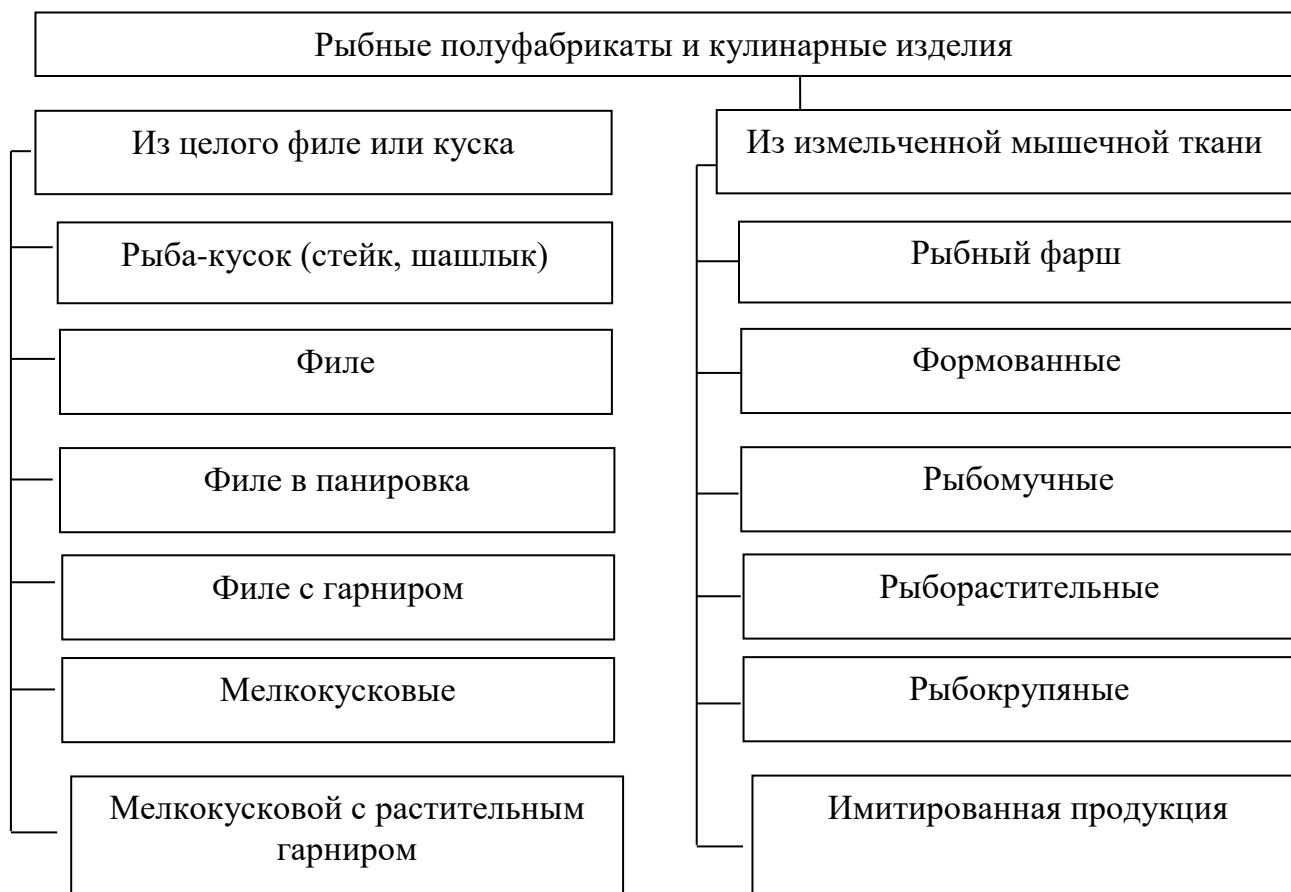 Рыбные полуфабрикаты и кулинарные изделия
Из целого филе или куска
Рыба-кусок (стейк, шашлык)
Филе
Филе в панировка
Филе с гарниром
Мелкокусковые
Мелкокусковой с растительным
гарниром
Из измельченной мышечной ткани
Рыбный фарш
Формованные
Рыбомучные
Рыборастительные
Рыбокрупяные
Имитированная продукция